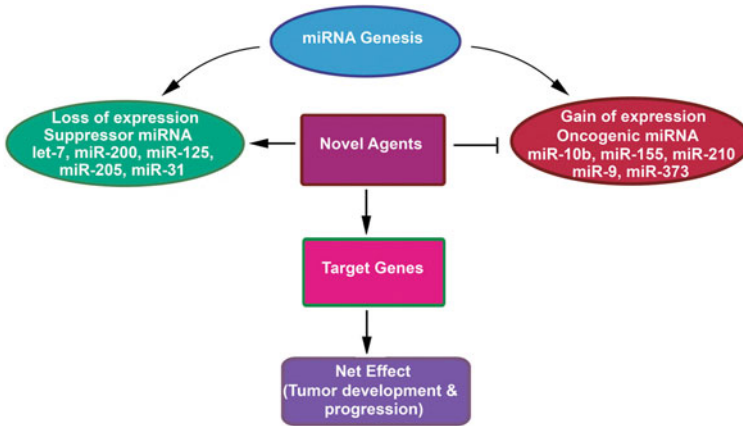 miRNA Genesis
Loss of expression
Suppressor miRNA
let-7, miR-200, miR-125,
miR-205, miR-31
Novel Agents
Gain of expression
Oncogenic miRNA
miR-10b, miR-155, miR-210
miR-9, miR-373
Target Genes
Net Effect
(Tumor development &
progression)